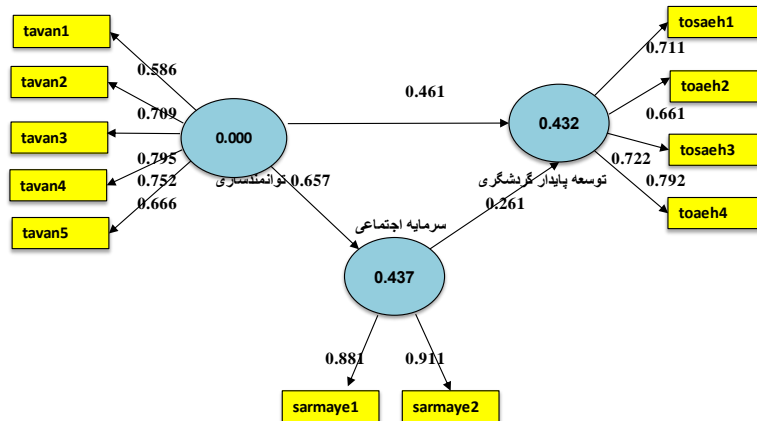 tavan1
tavan2
tavan3
tavan4
tavan5
0.586
0.709
0.795
0.752
0.666
0.000
توانمندسازی
0.461
0.657
0.432
توسعه پایدار گردشگری
0.261
tosaeh1
toaeh2
tosaeh3
toaeh4
0.711
0.661
0.722
0.792
سرمایه اجتماعی
0.437
0.881
0.911
sarmaye1
sarmaye2